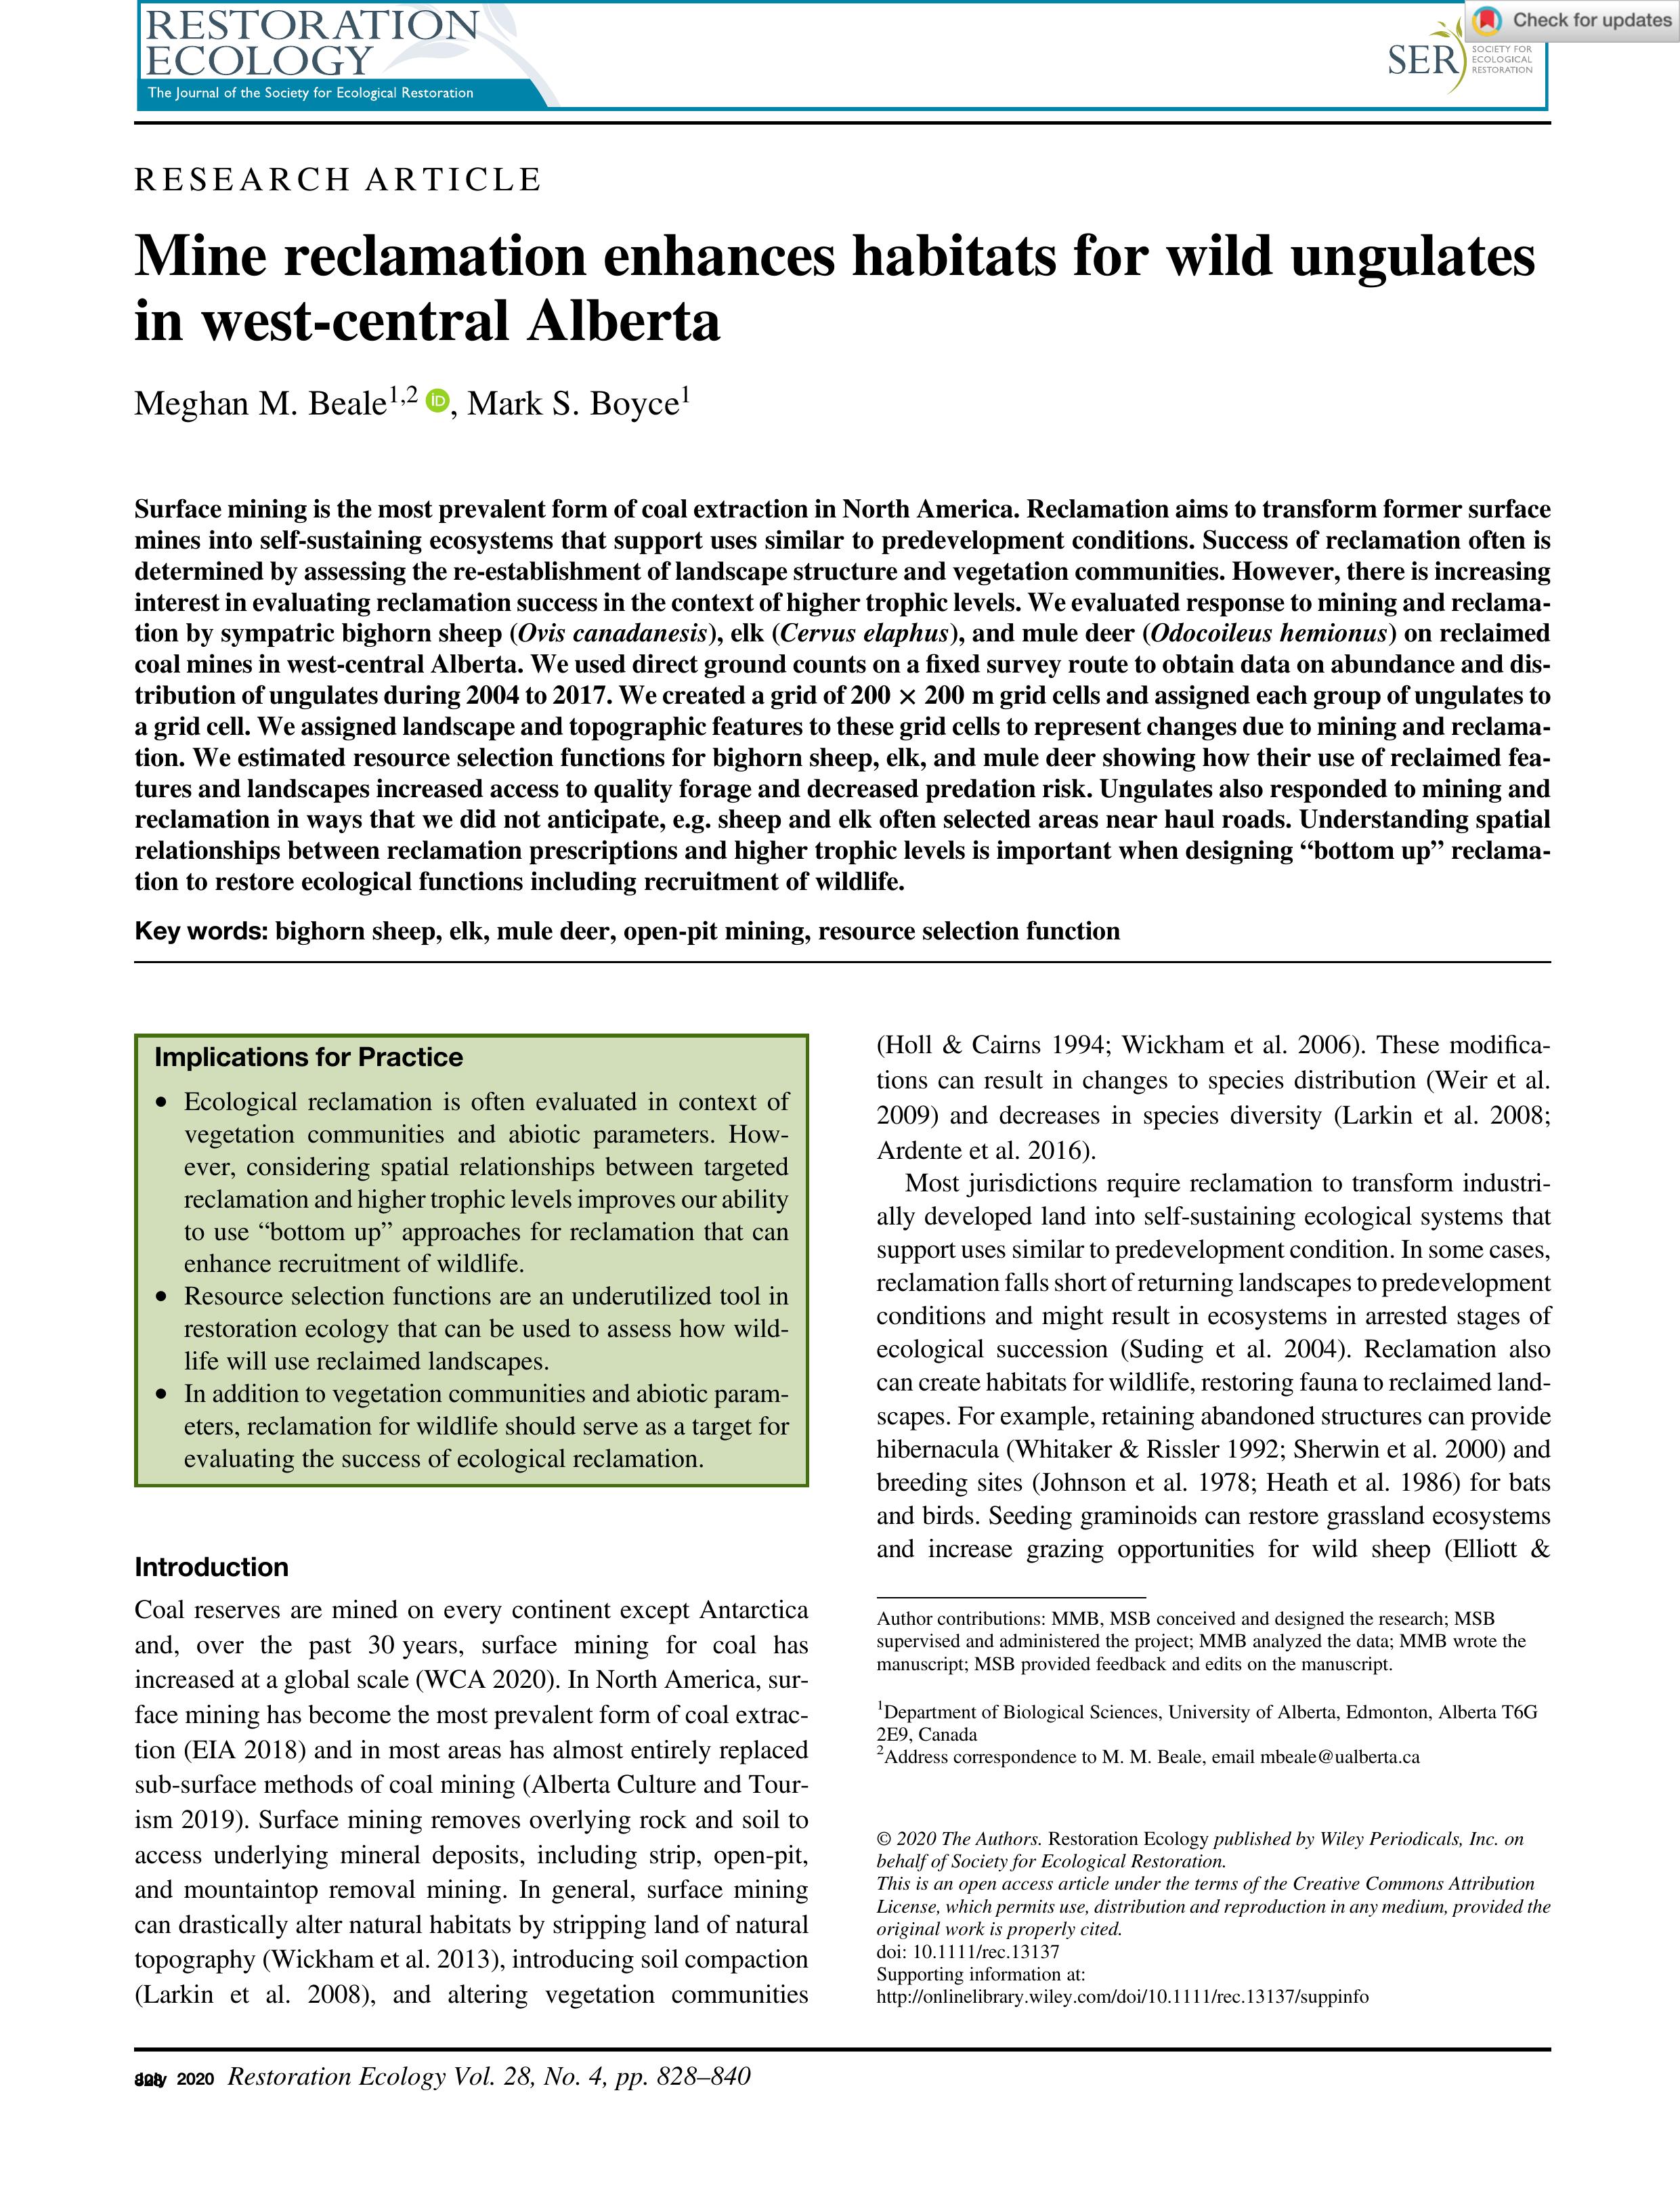 RESTORATION
ECOLOGY
The Journal of the Society for Ecological Restoration
SER
SOCIETY FOR
ECOLOGICAL
RESTORATION
Check for updates
RESEARCH ARTICLE
Mine reclamation enhances habitats for wild ungulates
in west-central Alberta
Meghan M. Beale1,2 iD, Mark S. Boyce1
Surface mining is the most prevalent form of coal extraction in North America. Reclamation aims to transform former surface
mines into self-sustaining ecosystems that support uses similar to predevelopment conditions. Success of reclamation often is
determined by assessing the re-establishment of landscape structure and vegetation communities. However, there is increasing
interest in evaluating reclamation success in the context of higher trophic levels. We evaluated response to mining and reclama-
tion by sympatric bighorn sheep (Ovis canadanesis), elk (Cervus elaphus), and mule deer (Odocoileus hemionus) on reclaimed
coal mines in west-central Alberta. We used direct ground counts on a fixed survey route to obtain data on abundance and dis-
tribution of ungulates during 2004 to 2017. We created a grid of 200 × 200 m grid cells and assigned each group of ungulates to
a grid cell. We assigned landscape and topographic features to these grid cells to represent changes due to mining and reclama-
tion. We estimated resource selection functions for bighorn sheep, elk, and mule deer showing how their use of reclaimed fea-
tures and landscapes increased access to quality forage and decreased predation risk. Ungulates also responded to mining and
reclamation in ways that we did not anticipate, e.g. sheep and elk often selected areas near haul roads. Understanding spatial
relationships between reclamation prescriptions and higher trophic levels is important when designing “bottom up” reclama-
tion to restore ecological functions including recruitment of wildlife.
Key words: bighorn sheep, elk, mule deer, open-pit mining, resource selection function
Implications for Practice
• Ecological reclamation is often evaluated in context of
vegetation communities and abiotic parameters. How-
ever, considering spatial relationships between targeted
reclamation and higher trophic levels improves our ability
to use “bottom up” approaches for reclamation that can
enhance recruitment of wildlife.
• Resource selection functions are an underutilized tool in
restoration ecology that can be used to assess how wild-
life will use reclaimed landscapes.
• In addition to vegetation communities and abiotic param-
eters, reclamation for wildlife should serve as a target for
evaluating the success of ecological reclamation.
Introduction
Coal reserves are mined on every continent except Antarctica
and, over the past 30 years, surface mining for coal has
increased at a global scale (WCA 2020). In North America, sur-
face mining has become the most prevalent form of coal extrac-
tion (EIA 2018) and in most areas has almost entirely replaced
sub-surface methods of coal mining (Alberta Culture and Tour-
ism 2019). Surface mining removes overlying rock and soil to
access underlying mineral deposits, including strip, open-pit,
and mountaintop removal mining. In general, surface mining
can drastically alter natural habitats by stripping land of natural
topography (Wickham et al. 2013), introducing soil compaction
(Larkin et al. 2008), and altering vegetation communities
(Holl & Cairns 1994; Wickham et al. 2006). These modifica-
tions can result in changes to species distribution (Weir et al.
2009) and decreases in species diversity (Larkin et al. 2008;
Ardente et al. 2016).
Most jurisdictions require reclamation to transform industri-
ally developed land into self-sustaining ecological systems that
support uses similar to predevelopment condition. In some cases,
reclamation falls short of returning landscapes to predevelopment
conditions and might result in ecosystems in arrested stages of
ecological succession (Suding et al. 2004). Reclamation also
can create habitats for wildlife, restoring fauna to reclaimed land-
scapes. For example, retaining abandoned structures can provide
hibernacula (Whitaker & Rissler 1992; Sherwin et al. 2000) and
breeding sites (Johnson et al. 1978; Heath et al. 1986) for bats
and birds. Seeding graminoids can restore grassland ecosystems
and increase grazing opportunities for wild sheep (Elliott &
Author contributions: MMB, MSB conceived and designed the research; MSB
supervised and administered the project; MMB analyzed the data; MMB wrote the
manuscript; MSB provided feedback and edits on the manuscript.
1Department of Biological Sciences, University of Alberta, Edmonton, Alberta T6G
2E9, Canada
2Address correspondence to M. M. Beale, email mbeale@ualberta.ca
© 2020 The Authors. Restoration Ecology published by Wiley Periodicals, Inc. on
behalf of Society for Ecological Restoration.
This is an open access article under the terms of the Creative Commons Attribution
License, which permits use, distribution and reproduction in any medium, provided the
original work is properly cited.
doi: 10.1111/rec.13137
Supporting information at:
http://onlinelibrary.wiley.com/doi/10.1111/rec.13137/suppinfo
2020 Restoration Ecology Vol. 28, No. 4, pp. 828–840